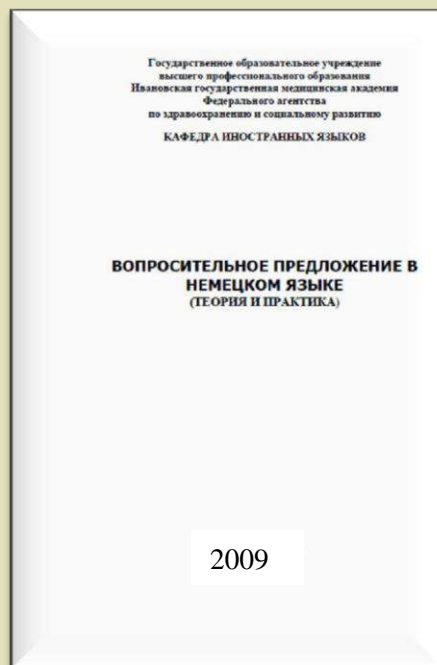 Государственное образовательное учреждение
высшего профессионального образования
Ивановская государственная медицинская академия
Федерального агентства
по здравоохранению и социальному развитию
КАФЕДРА ИНОСТРАННЫХ ЯЗЫКОВ
ВОПРОСИТЕЛЬНОЕ ПРЕДЛОЖЕНИЕ В
НЕМЕЦКОМ ЯЗЫКЕ
(ТЕОРИЯ И ПРАКТИКА)
2009